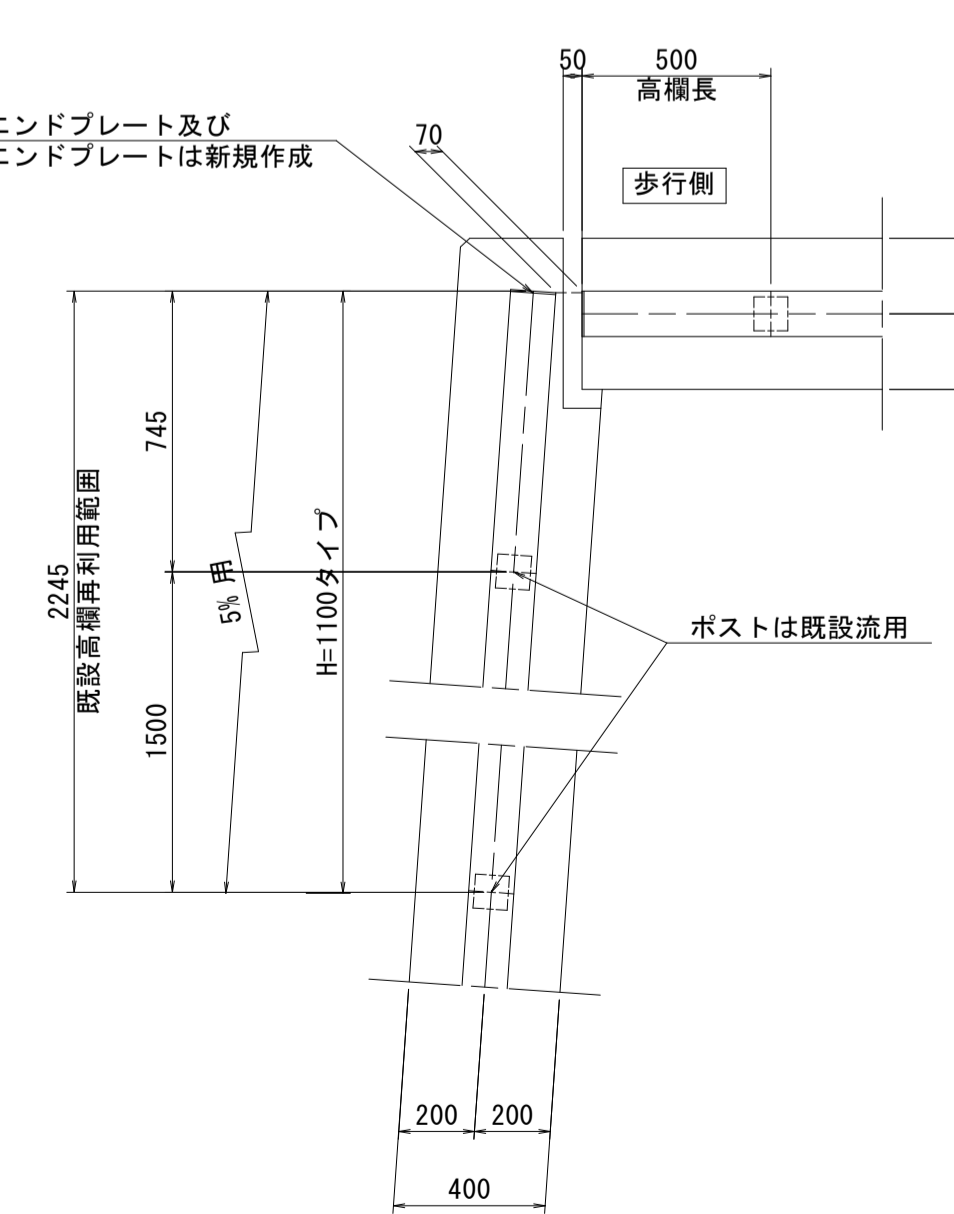 50
500
高欄長
エンドプレート及び
エンドプレートは新規作成
70
歩行側
745
2245
既設高欄再利用範囲
5% 用
H=1100タイプ
1500
ポストは既設流用
200
200
400